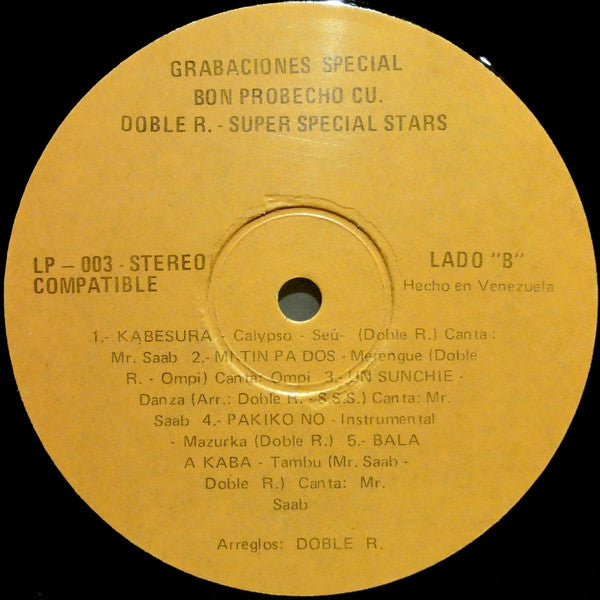 GRABACIONES SPECIAL
BON PROBECHO CU.
DOBLE R. - SUPER SPECIAL STARS
LP – 003 - STEREO
COMPATIBLE
LADO "B"
Hecho en Venezuela
1.- KABESURA - Calypso - Seú- (Doble R.) Canta:
Mr. Saab 2.- MI TIN PA DOS - Merengue (Doble
R. - Ompi) Canta: Ompi 3.- UN SUNCHIE -
Danza (Arr.: Doble R. - S.S.S.) Canta: Mr.
Saab 4.- PAKIKO NO - Instrumental
- Mazurka (Doble R.) 5.- BALA
A KABA - Tambu (Mr. Saab -
Doble R.) Canta: Mr.
Saab
Arreglos: DOBLE R.